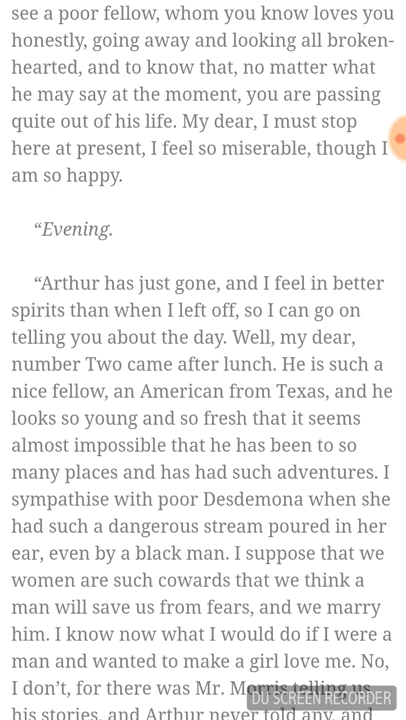 see a poor fellow, whom you know loves you
honestly, going away and looking all broken-
hearted, and to know that, no matter what
he may say at the moment, you are passing
quite out of his life. My dear, I must stop
here at present, I feel so miserable, though I
am so happy.
“Evening.
“Arthur has just gone, and I feel in better
spirits than when I left off, so I can go on
telling you about the day. Well, my dear,
number Two came after lunch. He is such a
nice fellow, an American from Texas, and he
looks so young and so fresh that it seems
almost impossible that he has been to so
many places and has had such adventures. I
sympathise with poor Desdemona when she
had such a dangerous stream poured in her
ear, even by a black man. I suppose that we
women are such cowards that we think a
man will save us from fears, and we marry
him. I know now what I would do if I were a
man and wanted to make a girl love me. No,
I don’t, for there was Mr. Morris telling us
his stories, and Arthur never told any, and
DU SCREEN RECORDER